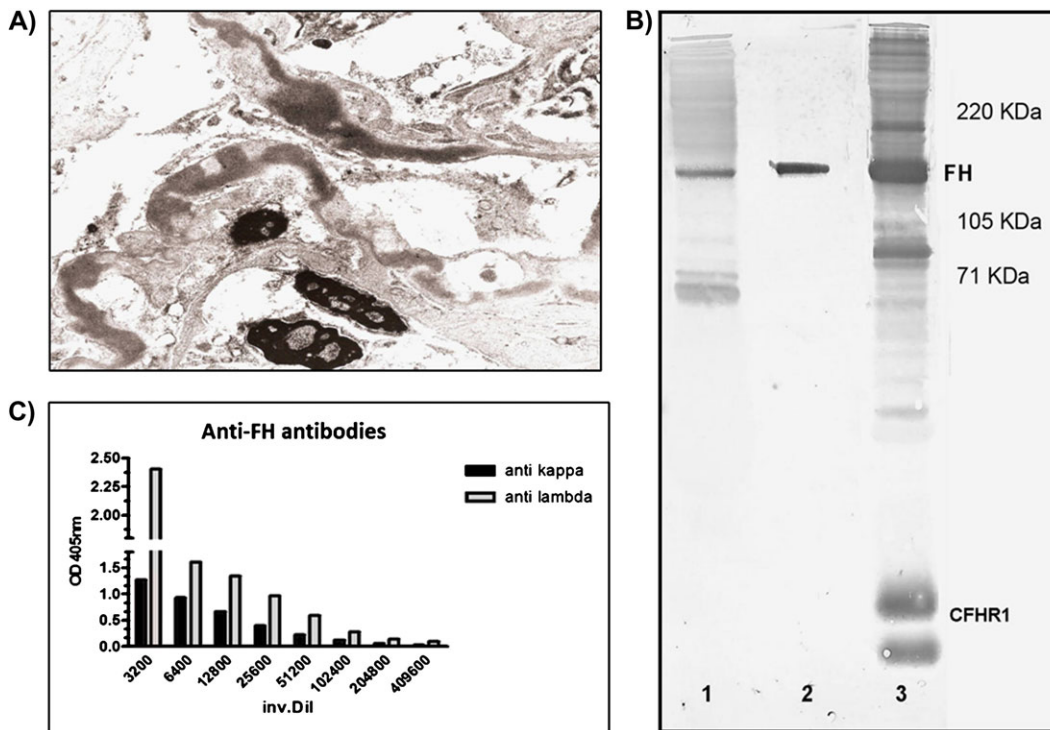 A)
B)
220 KDa
FH
105 KDa
71 KDa
CFHR1
1 2 3
C)
Anti-FH antibodies
anti kappa
anti lambda
OD 405nm
2.50
2.25
2.00
1.5
1.0
0.5
0.0
3200 6400 12800 25600 51200 102400 204800 409600
inv.Dil